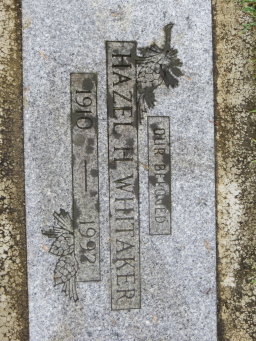 OUR BELOVED
HAZEL H. WHITAKER
1910 — 1992